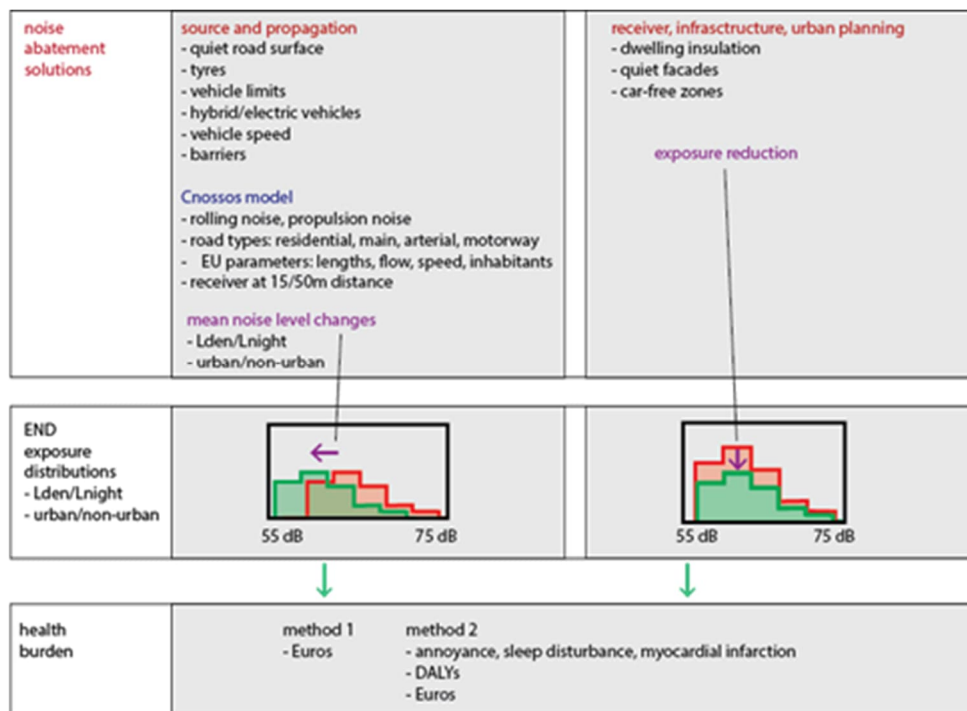 noise
abatement
solutions
source and propagation
- quiet road surface
- tyres
- vehicle limits
- hybrid/electric vehicles
- vehicle speed
- barriers
Cnossos model
- rolling noise, propulsion noise
- road types: residential, main, arterial, motorway
- EU parameters: lengths, flow, speed, inhabitants
- receiver at 15/50m distance
mean noise level changes
- Lden/Lnight
- urban/non-urban
receiver, infrasctructure, urban planning
- dwelling insulation
- quiet facades
- car-free zones
exposure reduction
END
exposure
distributions
- Lden/Lnight
- urban/non-urban
55 dB
75 dB
55 dB
75 dB
health
burden
method 1
- Euros
method 2
- annoyance, sleep disturbance, myocardial infarction
- DALYs
- Euros